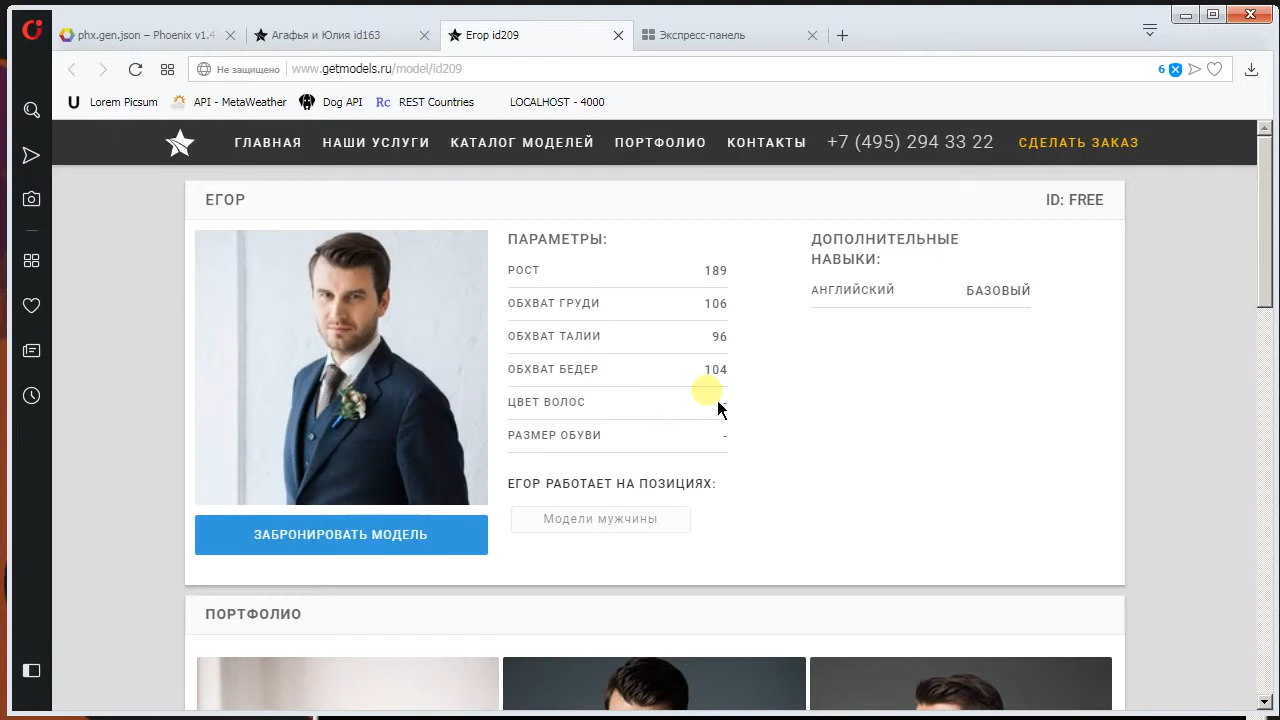 phx.gen.json – Phoenix v1.4
Агафья и Юлия id163
Егор id209
Экспресс-панель
Не защищено
www.getmodels.ru/model/id209
6
U Lorem Picsum
API - MetaWeather
Dog API
Rc REST Countries
LOCALHOST - 4000
ГЛАВНАЯ
НАШИ УСЛУГИ
КАТАЛОГ МОДЕЛЕЙ
ПОРТФОЛИО
КОНТАКТЫ
+7 (495) 294 33 22
СДЕЛАТЬ ЗАКАЗ
ЕГОР
ID: FREE
ПАРАМЕТРЫ:
РОСТ 189
ОБХВАТ ГРУДИ 106
ОБХВАТ ТАЛИИ 96
ОБХВАТ БЕДЕР 104
ЦВЕТ ВОЛОС -
РАЗМЕР ОБУВИ -
ЕГОР РАБОТАЕТ НА ПОЗИЦИЯХ:
Модели мужчины
ДОПОЛНИТЕЛЬНЫЕ
НАВЫКИ:
АНГЛИЙСКИЙ БАЗОВЫЙ
ЗАБРОНИРОВАТЬ МОДЕЛЬ
ПОРТФОЛИО